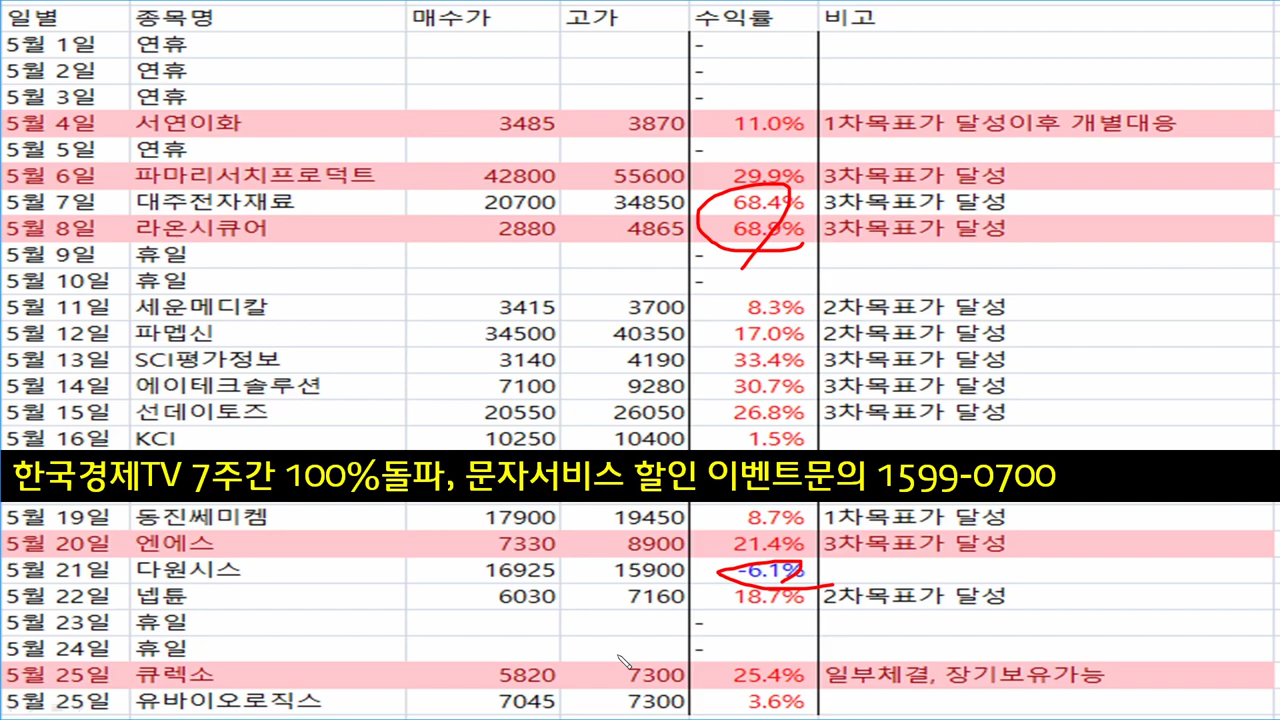 일별 종목명 매수가 고가 수익률 비고
5월 1일 연휴 -
5월 2일 연휴 -
5월 3일 연휴 -
5월 4일 서연이화 3485 3870 11.0% 1차목표가 달성이후 개별대응
5월 5일 연휴 -
5월 6일 파마리서치프로덕트 42800 55600 29.9% 3차목표가 달성
5월 7일 대주전자재료 20700 34850 68.4% 3차목표가 달성
5월 8일 라온시큐어 2880 4865 68.9% 3차목표가 달성
5월 9일 휴일 -
5월 10일 휴일 -
5월 11일 세운메디칼 3415 3700 8.3% 2차목표가 달성
5월 12일 파멥신 34500 40350 17.0% 2차목표가 달성
5월 13일 SCI평가정보 3140 4190 33.4% 3차목표가 달성
5월 14일 에이테크솔루션 7100 9280 30.7% 3차목표가 달성
5월 15일 선데이토즈 20550 26050 26.8% 3차목표가 달성
5월 16일 KCI 10250 10400 1.5%
한국경제TV 7주간 100%돌파, 문자서비스 할인 이벤트문의 1599-0700
5월 19일 동진쎄미켐 17900 19450 8.7% 1차목표가 달성
5월 20일 엔에스 7330 8900 21.4% 3차목표가 달성
5월 21일 다원시스 16925 15900 -6.1%
5월 22일 넵튠 6030 7160 18.7% 2차목표가 달성
5월 23일 휴일 -
5월 24일 휴일 -
5월 25일 큐렉소 5820 7300 25.4% 일부체결, 장기보유가능
5월 25일 유바이오로직스 7045 7300 3.6%